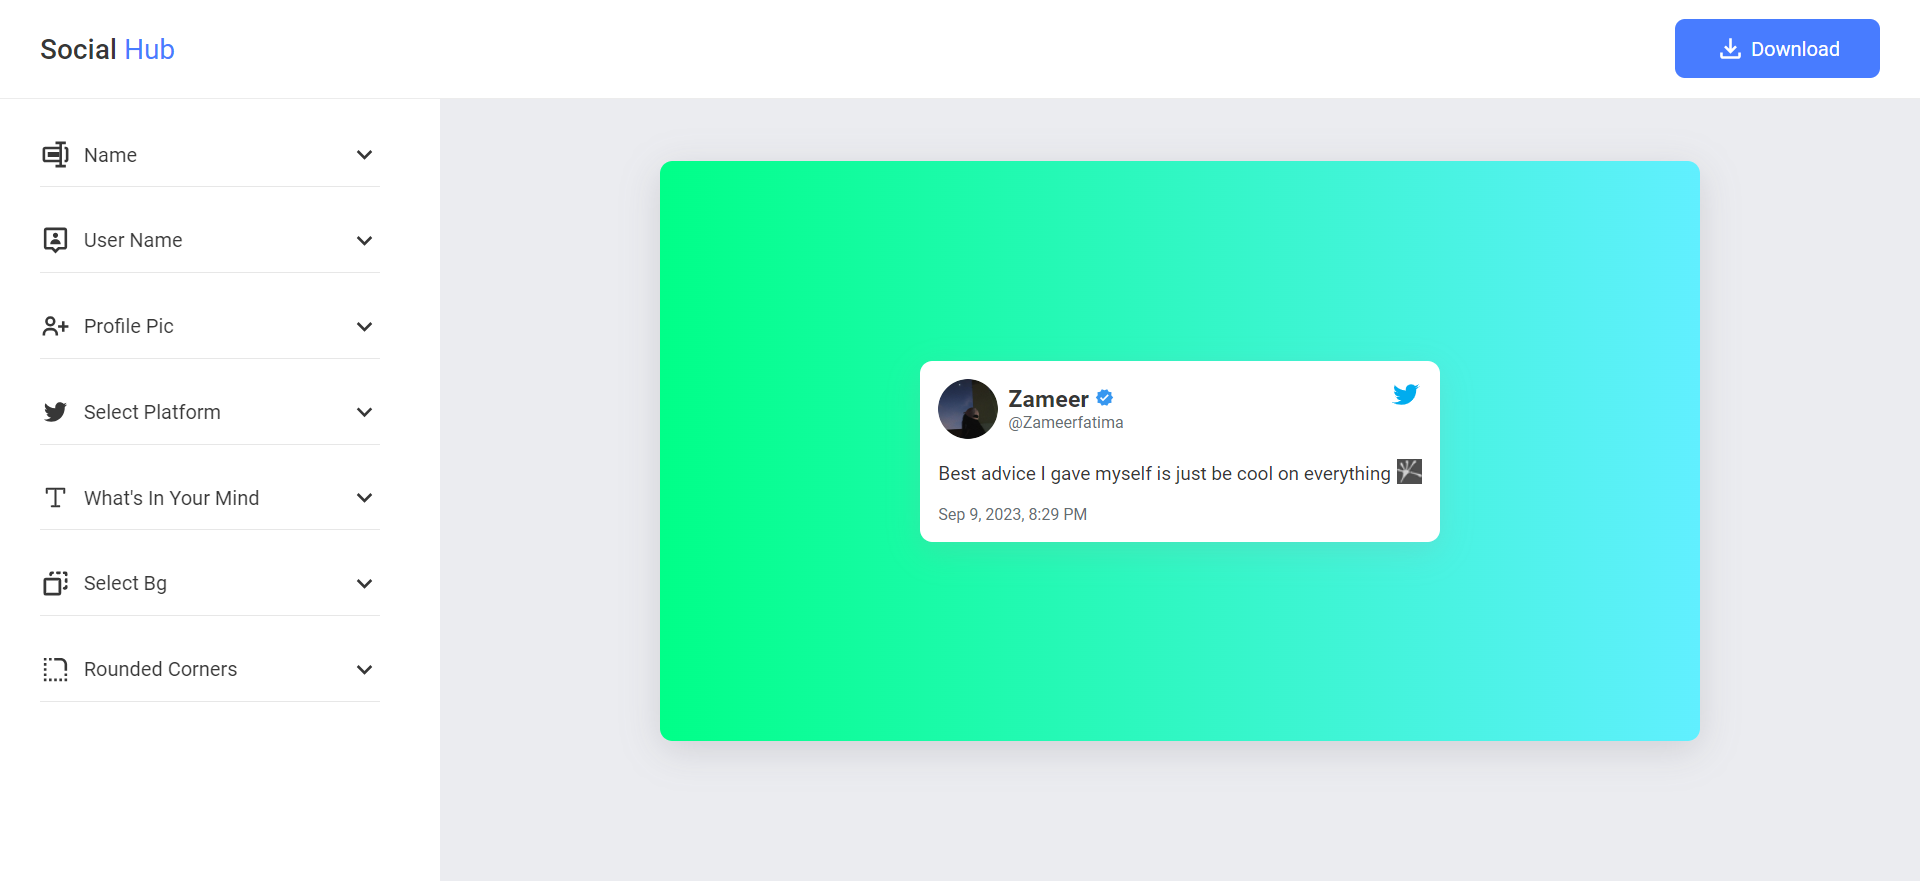 Social Hub
Download
Name
User Name
Profile Pic
Select Platform
What's In Your Mind
Select Bg
Rounded Corners
Zameer
@Zameerfatima
Best advice I gave myself is just be cool on everything
Sep 9, 2023, 8:29 PM